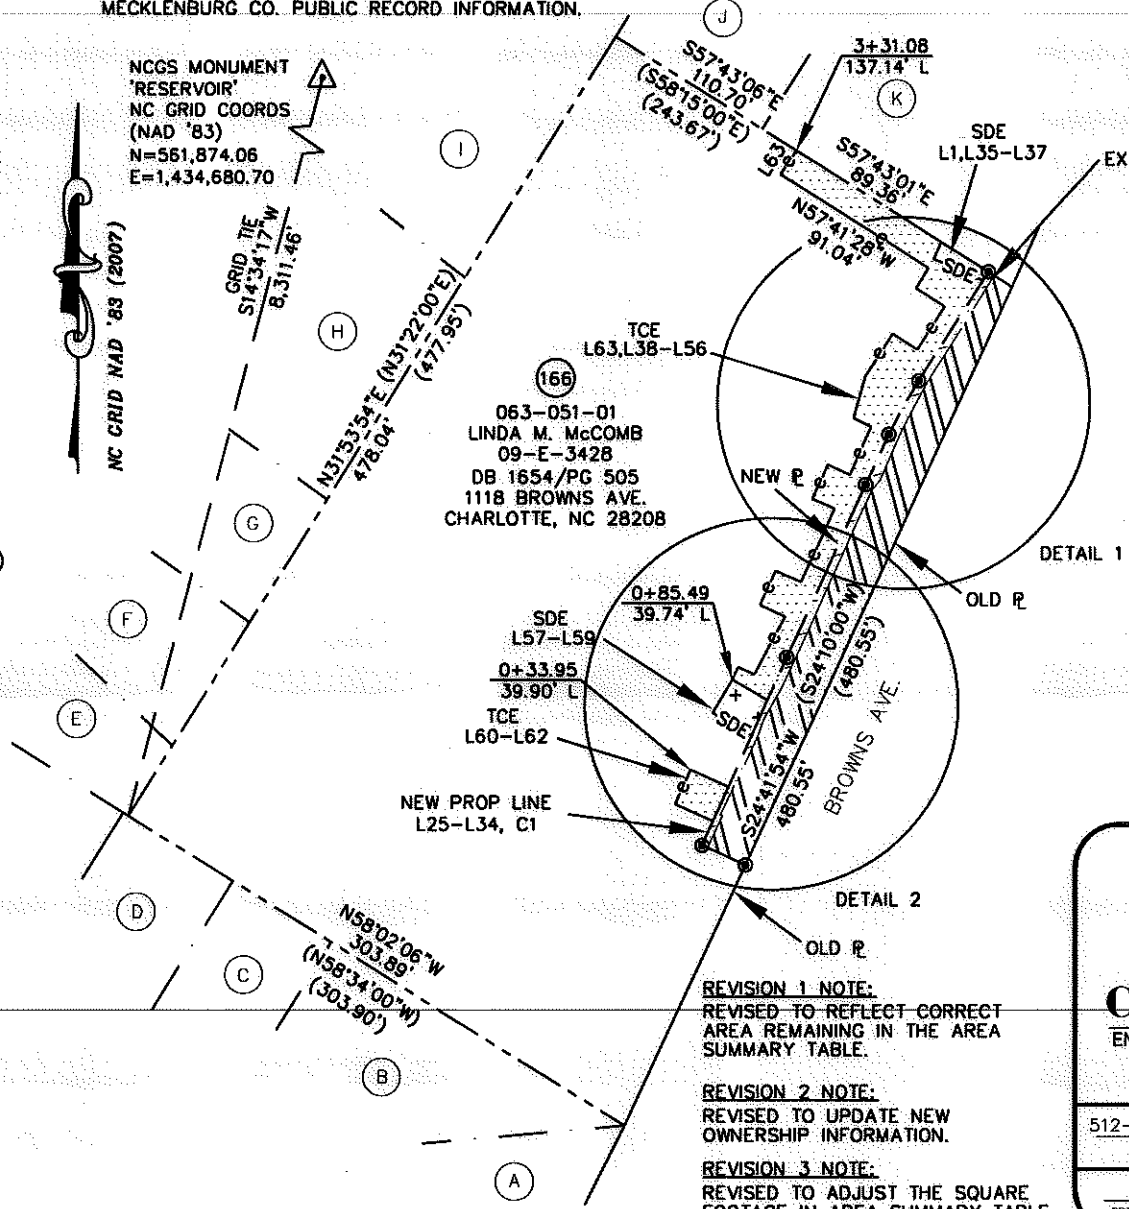 MECKLENBURG CO. PUBLIC RECORD INFORMATION.
NCGS MONUMENT
'RESERVOIR'
NC GRID COORDS
(NAD '83)
N=561,874.06
E=1,434,680.70
NC GRID NAD '83 (2007)
GRID TIE
S14°34'17"W
8,311.46'
J
S57°43'06"E
110.70'
(S58°15'00"E)
(243.67')
3+31.08
137.14' L
K
L63
S57°43'01"E
89.36'
N57°41'28"W
91.04'
SDE
L1,L35-L37
EX
SDE
I
H
N31°53'54"E (N31°22'00"E)
478.04' (477.95')
TCE
L63,L38-L56
166
063-051-01
LINDA M. McCOMB
09-E-3428
DB 1654/PG 505
1118 BROWNS AVE.
CHARLOTTE, NC 28208
NEW PL
DETAIL 1
OLD PL
G
F
E
D
C
B
A
0+85.49
39.74' L
SDE
L57-L59
0+33.95
39.90' L
TCE
L60-L62
SDE
NEW PROP LINE
L25-L34, C1
(S24°10'00"W)
(480.55')
S24°41'54"W
480.55'
BROWNS AVE.
DETAIL 2
OLD PL
N58°02'06"W
303.89'
(N58°34'00"W)
(303.90')
REVISION 1 NOTE:
REVISED TO REFLECT CORRECT
AREA REMAINING IN THE AREA
SUMMARY TABLE.
REVISION 2 NOTE:
REVISED TO UPDATE NEW
OWNERSHIP INFORMATION.
REVISION 3 NOTE:
REVISED TO ADJUST THE SQUARE
FOOTAGE IN AREA SUMMARY TABLE
512-